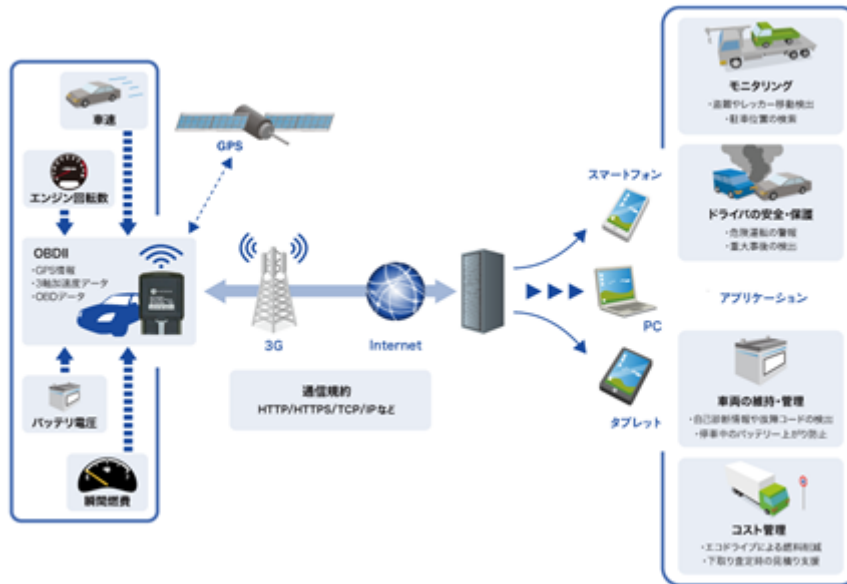 車速
エンジン回転数
OBDII
・GPS情報
・3軸加速度データ
・OBDデータ
バッテリ電圧
瞬間燃費
GPS
3G
Internet
通信規約
HTTP/HTTPS/TCP/IPなど
スマートフォン
PC
タブレット
モニタリング
・盗難やレッカー移動検出
・駐車位置の検索
ドライバの安全・保護
・危険運転の警報
・重大事後の検出
アプリケーション
車両の維持・管理
・自己診断情報や故障コードの検出
・停車中のバッテリー上がり防止
コスト管理
・エコドライブによる燃料削減
・下取り査定時の見積り支援